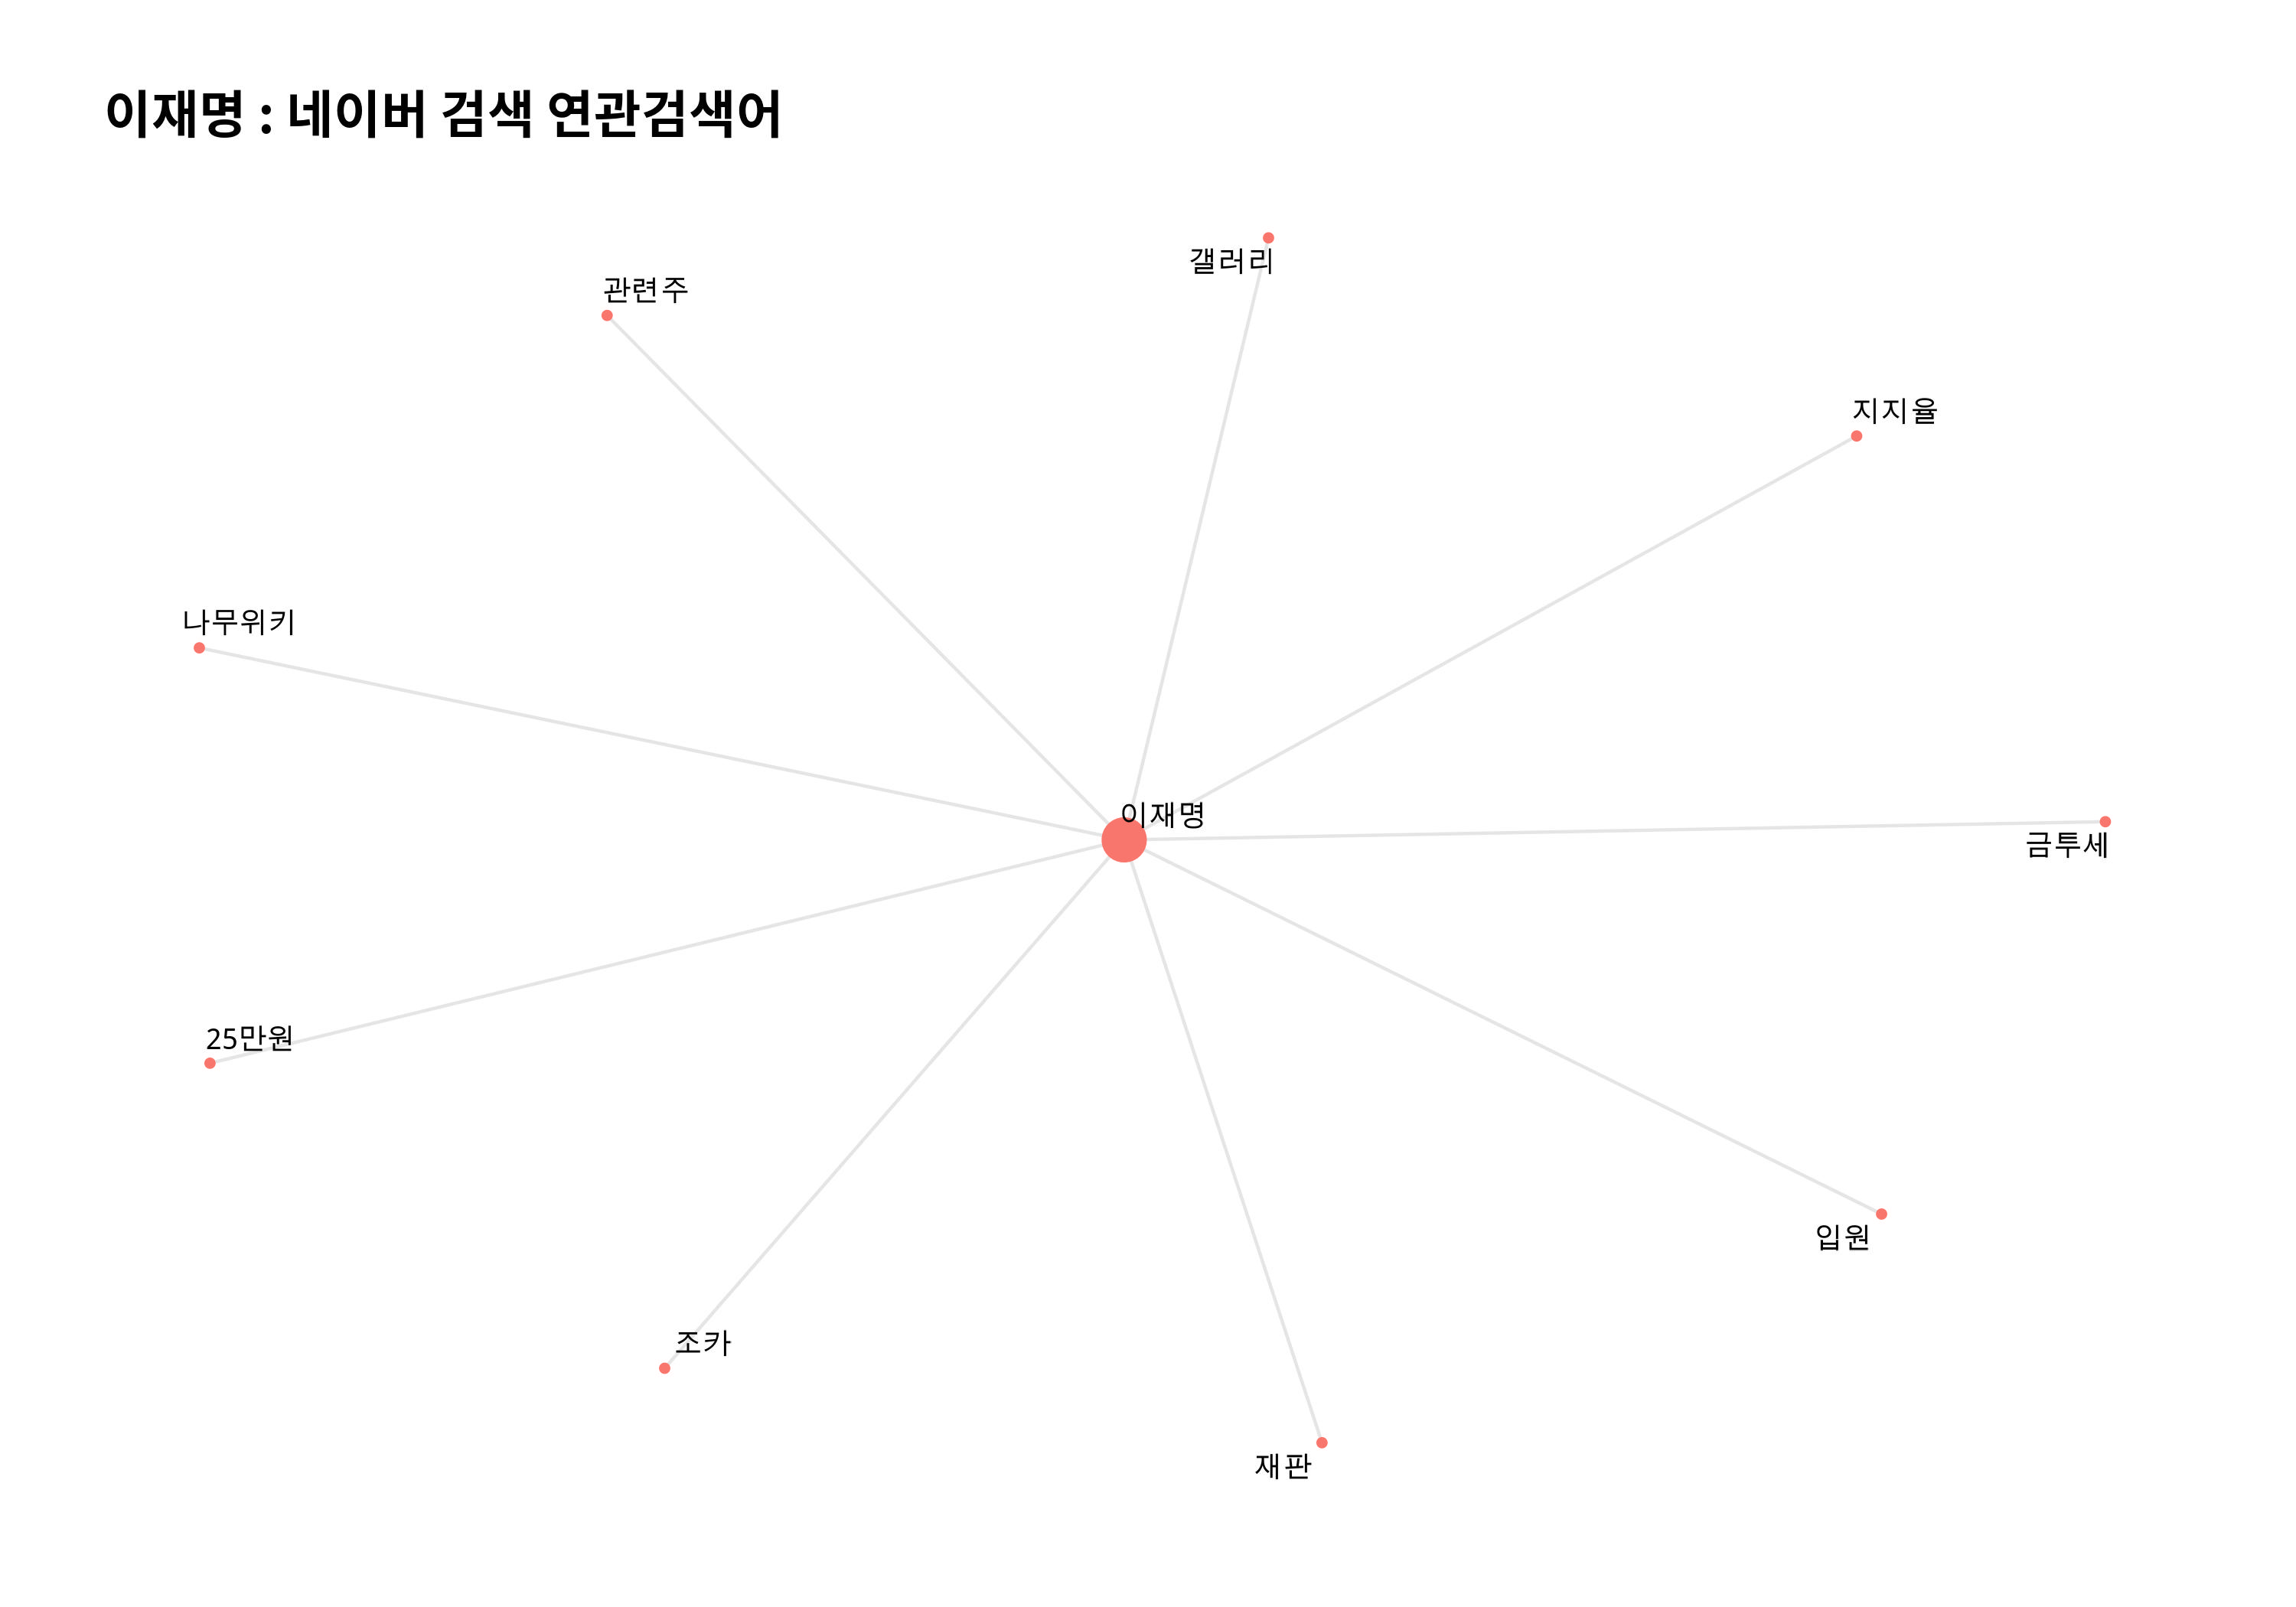 이재명 : 네이버 검색 연관검색어
갤러리
관련주
지지율
나무위키
이재명
금투세
25만원
입원
조카
재판